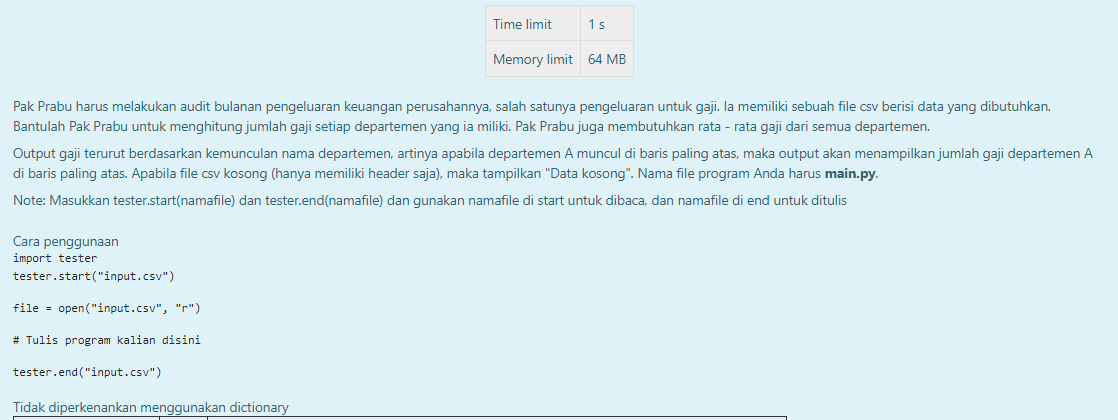 Time limit 1 s
Memory limit 64 MB
Pak Prabu harus melakukan audit bulanan pengeluaran keuangan perusahannya, salah satunya pengeluaran untuk gaji. Ia memiliki sebuah file csv berisi data yang dibutuhkan.
Bantulah Pak Prabu untuk menghitung jumlah gaji setiap departemen yang ia miliki. Pak Prabu juga membutuhkan rata - rata gaji dari semua departemen.
Output gaji terurut berdasarkan kemunculan nama departemen, artinya apabila departemen A muncul di baris paling atas, maka output akan menampilkan jumlah gaji departemen A
di baris paling atas. Apabila file csv kosong (hanya memiliki header saja), maka tampilkan "Data kosong". Nama file program Anda harus main.py.
Note: Masukkan tester.start(namafile) dan tester.end(namafile) dan gunakan namafile di start untuk dibaca, dan namafile di end untuk ditulis
Cara penggunaan
import tester
tester.start("input.csv")
file = open("input.csv", "r")
# Tulis program kalian disini
tester.end("input.csv")
Tidak diperkenankan menggunakan dictionary